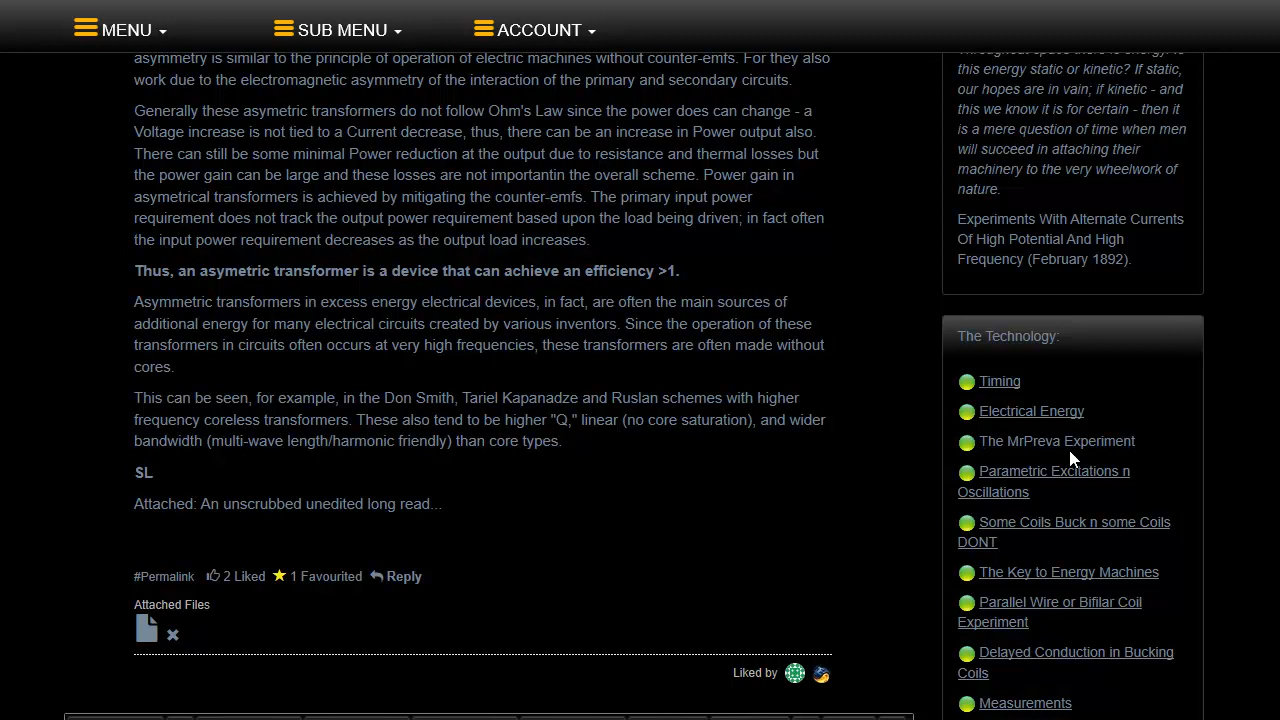 MENU
SUB MENU
ACCOUNT
asymmetry is similar to the principle of operation of electric machines without counter-emfs. For they also
work due to the electromagnetic asymmetry of the interaction of the primary and secondary circuits.
Generally these asymetric transformers do not follow Ohm's Law since the power does can change - a
Voltage increase is not tied to a Current decrease, thus, there can be an increase in Power output also.
There can still be some minimal Power reduction at the output due to resistance and thermal losses but
the power gain can be large and these losses are not importantin the overall scheme. Power gain in
asymetrical transformers is achieved by mitigating the counter-emfs. The primary input power
requirement does not track the output power requirement based upon the load being driven; in fact often
the input power requirement decreases as the output load increases.
Thus, an asymetric transformer is a device that can achieve an efficiency >1.
Asymmetric transformers in excess energy electrical devices, in fact, are often the main sources of
additional energy for many electrical circuits created by various inventors. Since the operation of these
transformers in circuits often occurs at very high frequencies, these transformers are often made without
cores.
This can be seen, for example, in the Don Smith, Tariel Kapanadze and Ruslan schemes with higher
frequency coreless transformers. These also tend to be higher "Q," linear (no core saturation), and wider
bandwidth (multi-wave length/harmonic friendly) than core types.
SL
Attached: An unscrubbed unedited long read...
#Permalink 2 Liked 1 Favourited Reply
Attached Files
Liked by
Throughout space there is energy. Is
this energy static or kinetic? If static,
our hopes are in vain; if kinetic - and
this we know it is for certain - then it
is a mere question of time when men
will succeed in attaching their
machinery to the very wheelwork of
nature.
Experiments With Alternate Currents
Of High Potential And High
Frequency (February 1892).
The Technology:
Timing
Electrical Energy
The MrPreva Experiment
Parametric Excitations n
Oscillations
Some Coils Buck n some Coils
DONT
The Key to Energy Machines
Parallel Wire or Bifilar Coil
Experiment
Delayed Conduction in Bucking
Coils
Measurements